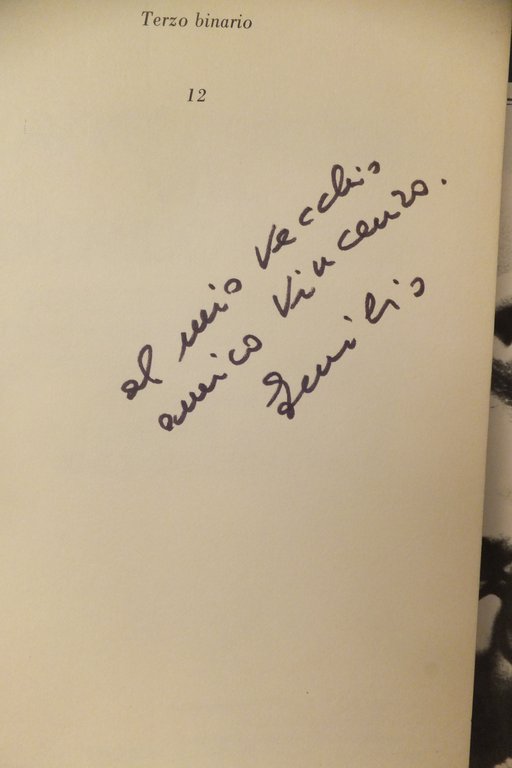 Terzo binario
12
al mio vecchio
amico Vincenzo.
Emilio